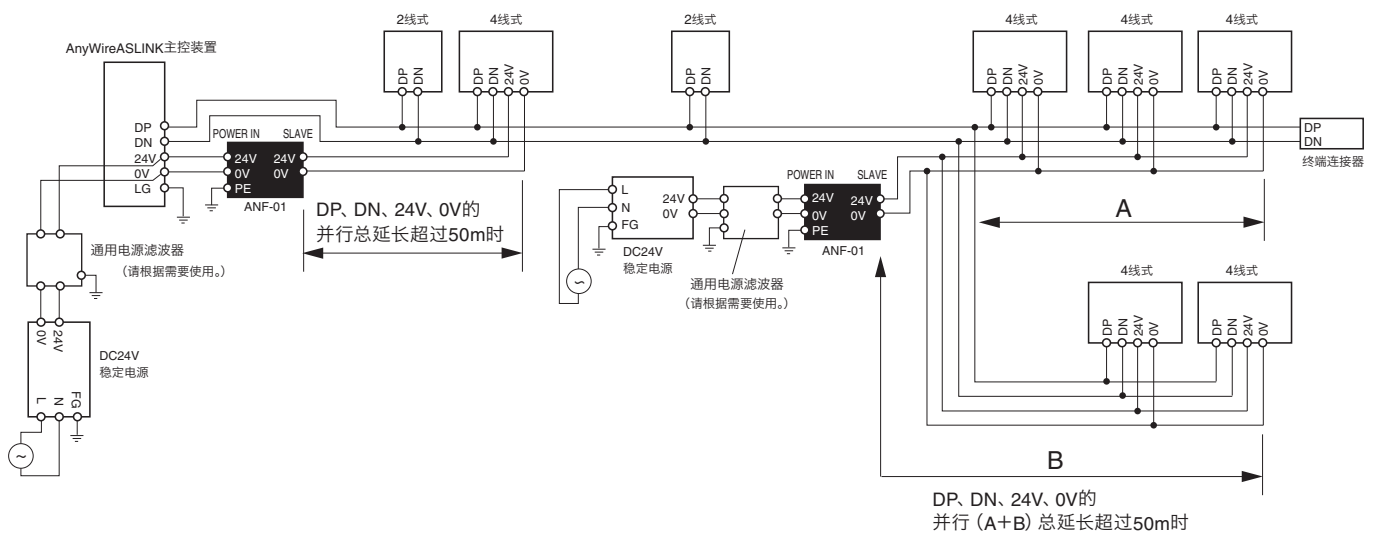 AnyWireASLINK主控装置
DP
DN
24V
0V
LG
POWER IN
SLAVE
24V
0V
PE
24V
0V
ANF-01
DP、DN、24V、0V的
并行总延长超过50m时
通用电源滤波器
(请根据需要使用。)
0V
24V
DC24V
稳定电源
L
N
FG
~
2线式
DP
DN
4线式
DP
DN
24V
0V
2线式
DP
DN
4线式
DP
DN
24V
0V
4线式
DP
DN
24V
0V
4线式
DP
DN
24V
0V
DP
DN
终端连接器
L
N
FG
24V
0V
DC24V
稳定电源
~
通用电源滤波器
(请根据需要使用。)
POWER IN
SLAVE
24V
0V
PE
24V
0V
ANF-01
A
4线式
DP
DN
24V
0V
4线式
DP
DN
24V
0V
B
DP、DN、24V、0V的
并行(A+B)总延长超过50m时